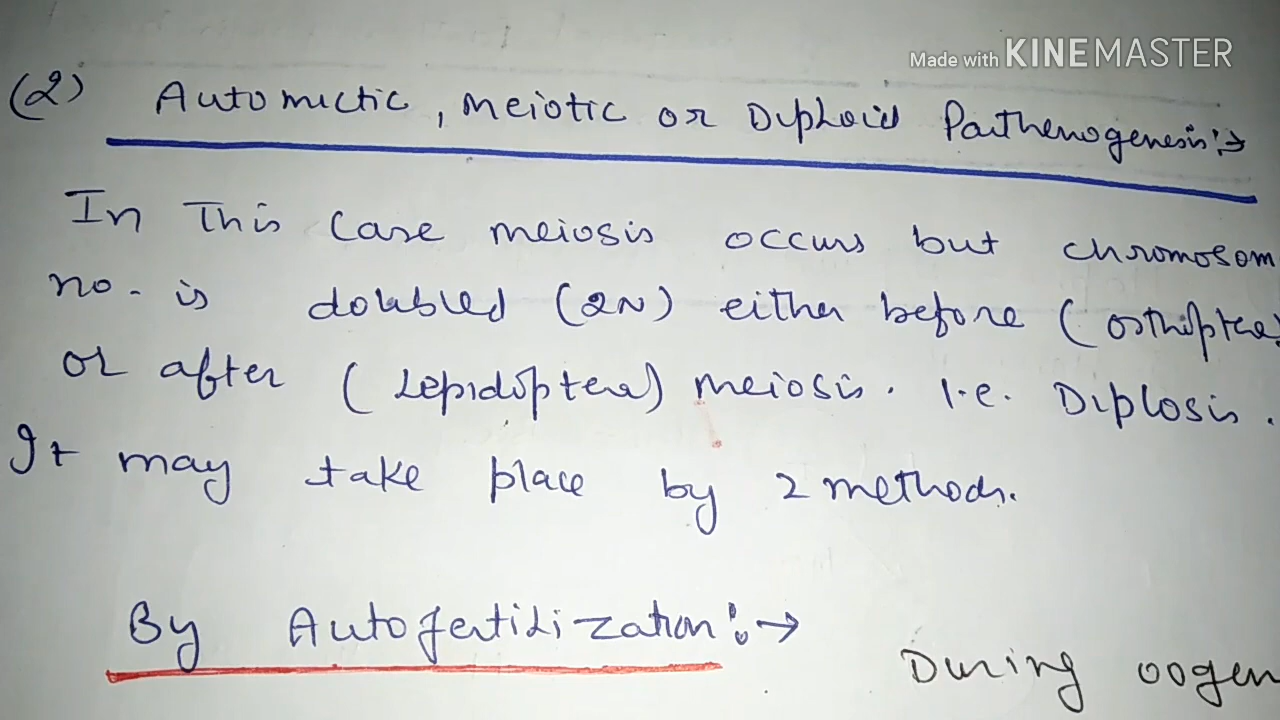 Made with KINEMASTER
(2) Automictic, Meiotic or Diploid Parthenogenesis:→
In This Case meiosis occurs but chromosom
no. is doubled (2N) either before (orthoptera)
or after (Lepidoptera) meiosis. I.e. Diplosis.
It may take place by 2 methods.
By Autofertilization:→
During oogen